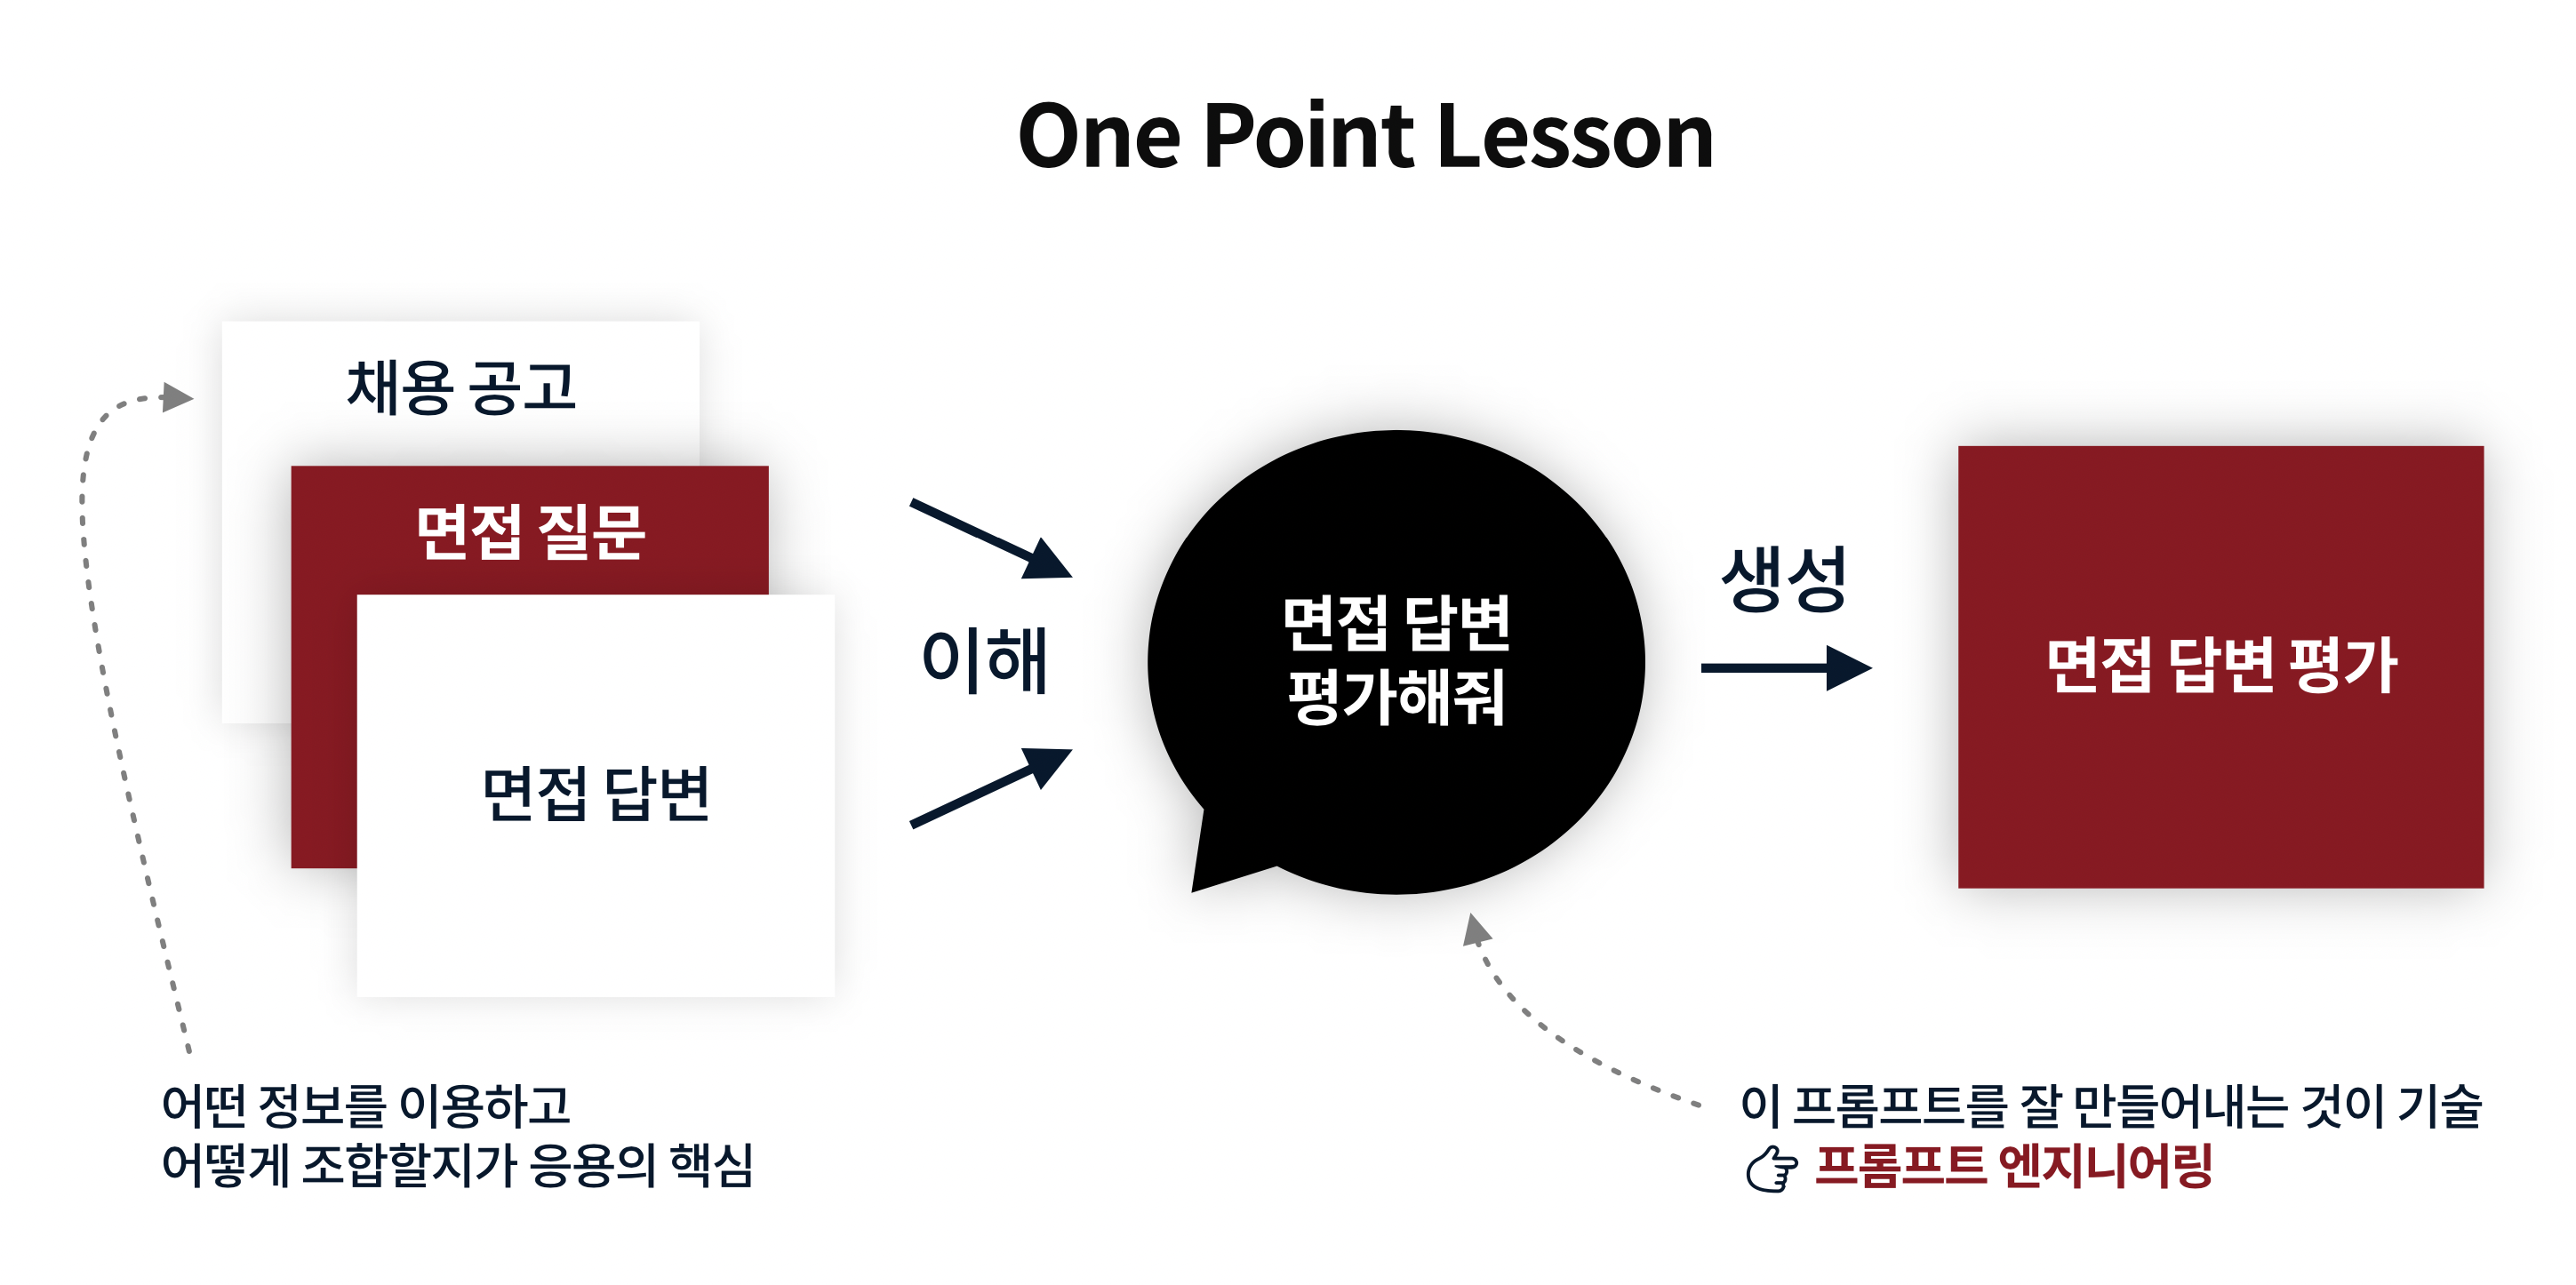 One Point Lesson
채용 공고
면접 질문
면접 답변
이해
면접 답변
평가해줘
생성
면접 답변 평가
어떤 정보를 이용하고
어떻게 조합할지가 응용의 핵심
이 프롬프트를 잘 만들어내는 것이 기술
👉 프롬프트 엔지니어링